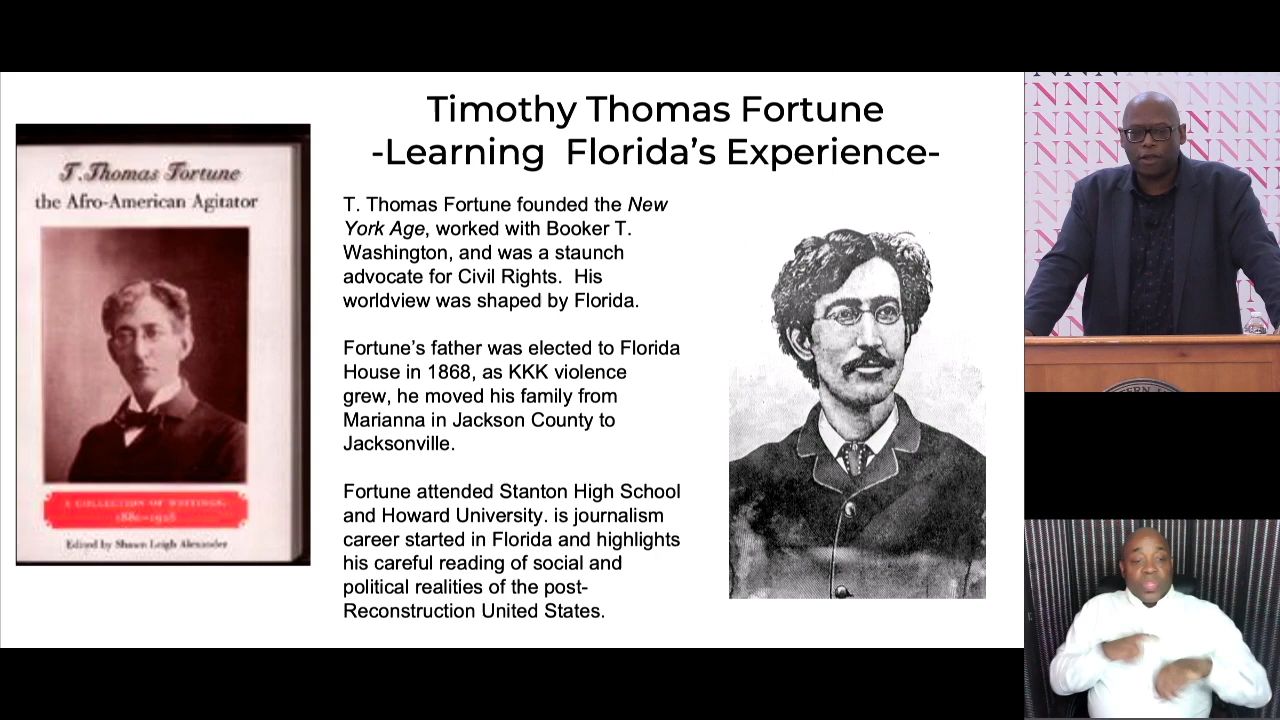 Timothy Thomas Fortune
-Learning Florida's Experience-
T. Thomas Fortune
the Afro-American Agitator
A COLLECTION OF WRITINGS,
1880–1928
Edited by Shawn Leigh Alexander
T. Thomas Fortune founded the New
York Age, worked with Booker T.
Washington, and was a staunch
advocate for Civil Rights. His
worldview was shaped by Florida.
Fortune's father was elected to Florida
House in 1868, as KKK violence
grew, he moved his family from
Marianna in Jackson County to
Jacksonville.
Fortune attended Stanton High School
and Howard University. is journalism
career started in Florida and highlights
his careful reading of social and
political realities of the post-
Reconstruction United States.
NNN